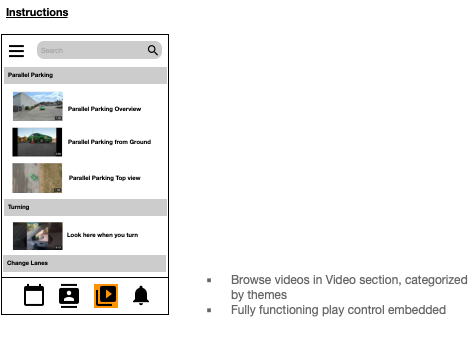 Instructions
Search
Parallel Parking
Parallel Parking Overview
Parallel Parking from Ground
Parallel Parking Top view
Turning
Look here when you turn
Change Lanes
▪ Browse videos in Video section, categorized
by themes
▪ Fully functioning play control embedded